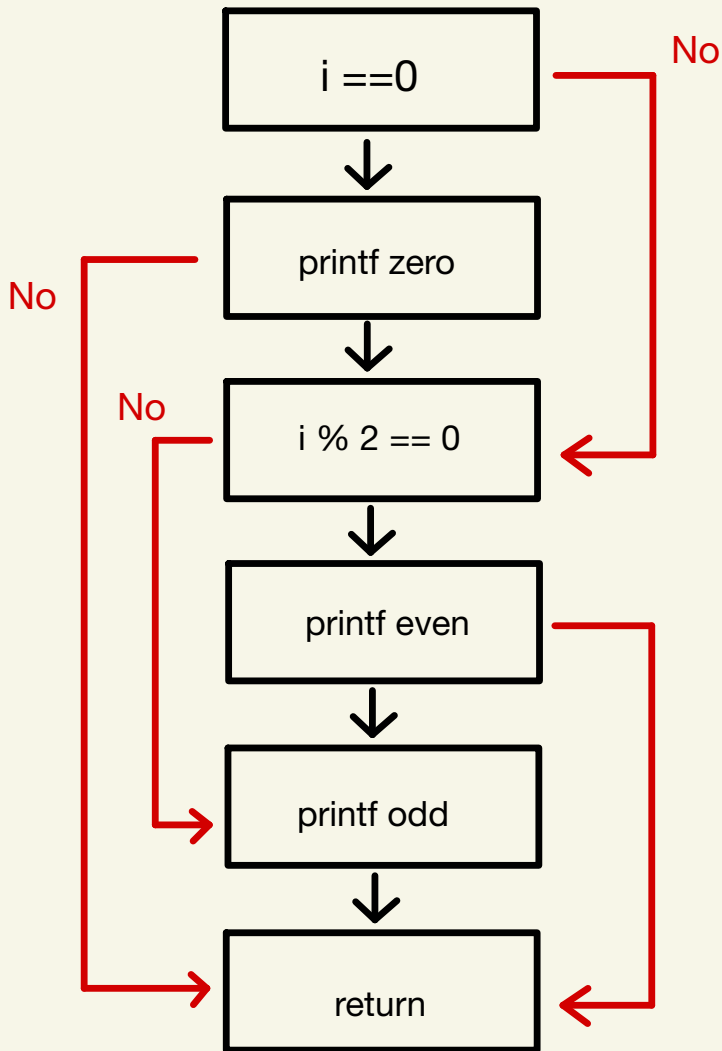 i ==0
No
printf zero
No
No
i % 2 == 0
printf even
printf odd
return